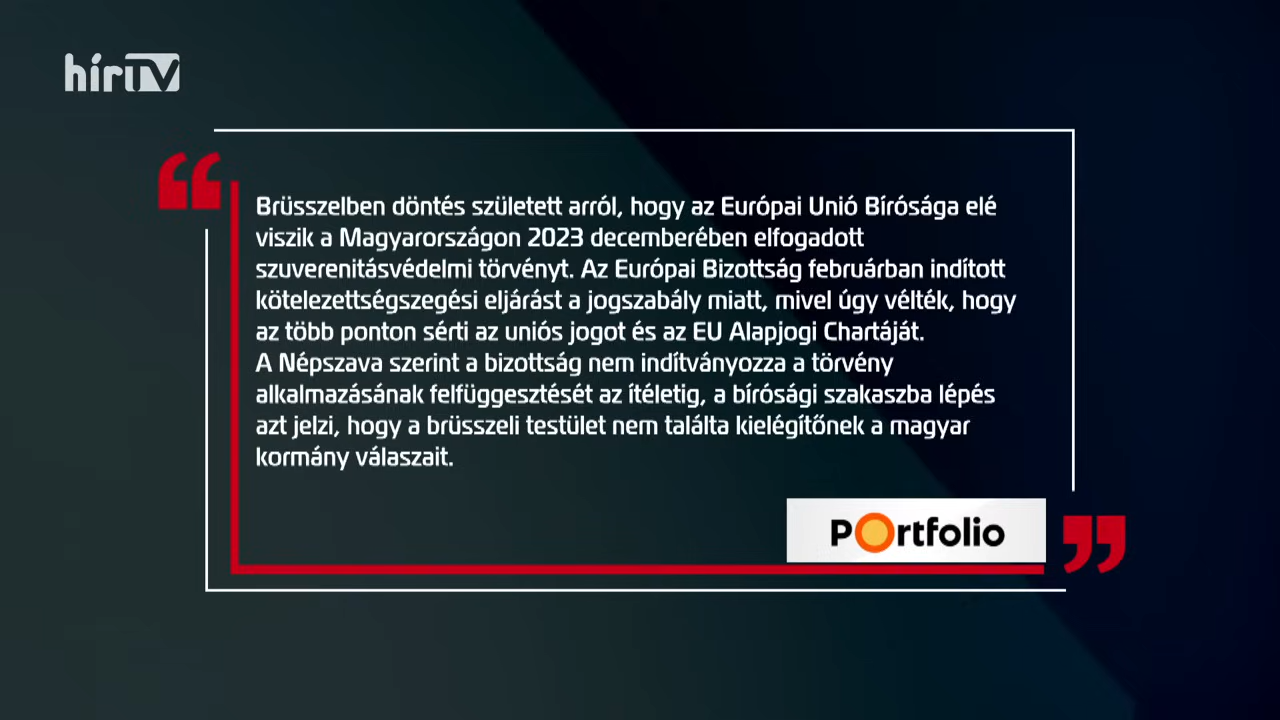 hírTV
Brüsszelben döntés született arról, hogy az Európai Unió Bírósága elé
viszik a Magyarországon 2023 decemberében elfogadott
szuverenitásvédelmi törvényt. Az Európai Bizottság februárban indított
kötelezettségszegési eljárást a jogszabály miatt, mivel úgy vélték, hogy
az több ponton sérti az uniós jogot és az EU Alapjogi Chartáját.
A Népszava szerint a bizottság nem indítványozza a törvény
alkalmazásának felfüggesztését az ítéletig, a bírósági szakaszba lépés
azt jelzi, hogy a brüsszeli testület nem találta kielégítőnek a magyar
kormány válaszait.
Portfolio